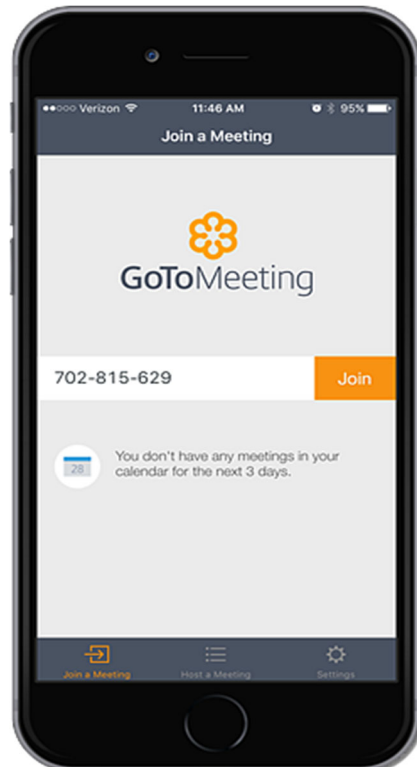 ●●○○○ Verizon 11:46 AM 95%
Join a Meeting
GoToMeeting
702-815-629 Join
28 You don't have any meetings in your
calendar for the next 3 days.
Join a Meeting Host a Meeting Settings